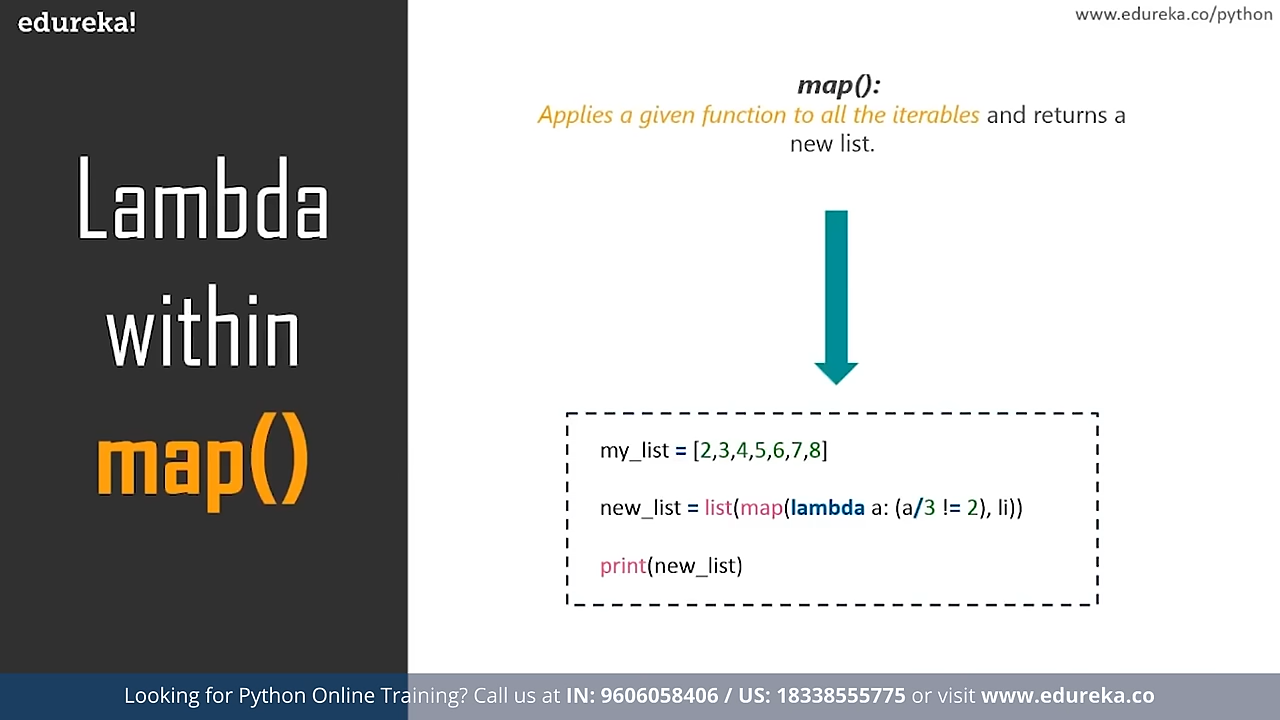 edureka!
www.edureka.co/python
Lambda
within
map()
map():
Applies a given function to all the iterables and returns a
new list.
my_list = [2,3,4,5,6,7,8]
new_list = list(map(lambda a: (a/3 != 2), li))
print(new_list)
Looking for Python Online Training? Call us at IN: 9606058406 / US: 18338555775 or visit www.edureka.co